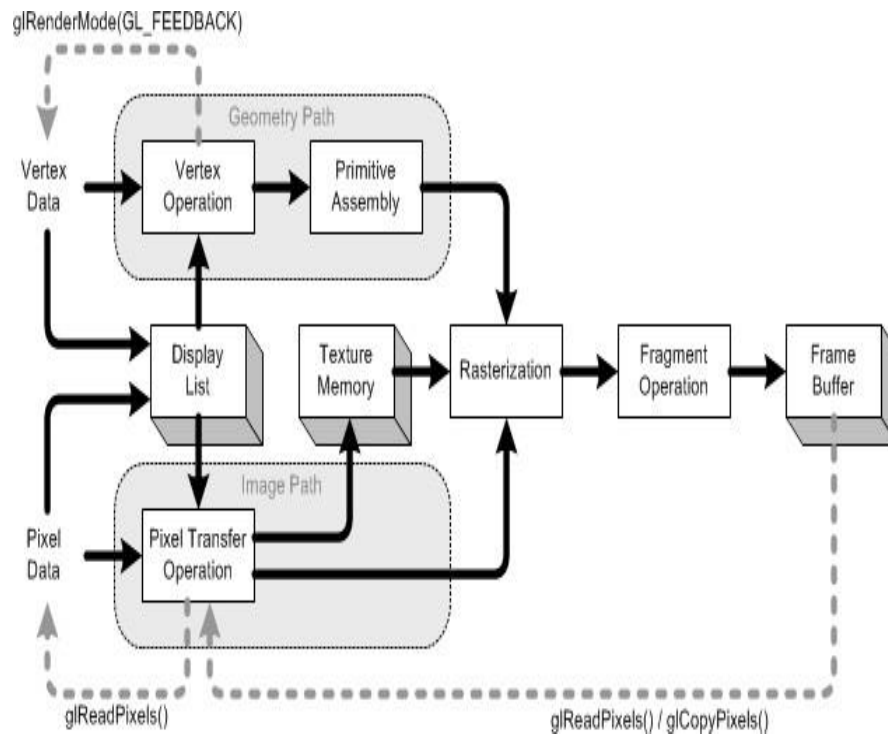 glRenderMode(GL_FEEDBACK)
Geometry Path
Vertex
Data
Vertex
Operation
Primitive
Assembly
Display
List
Texture
Memory
Rasterization
Fragment
Operation
Frame
Buffer
Image Path
Pixel
Data
Pixel Transfer
Operation
glReadPixels()
glReadPixels() / glCopyPixels()